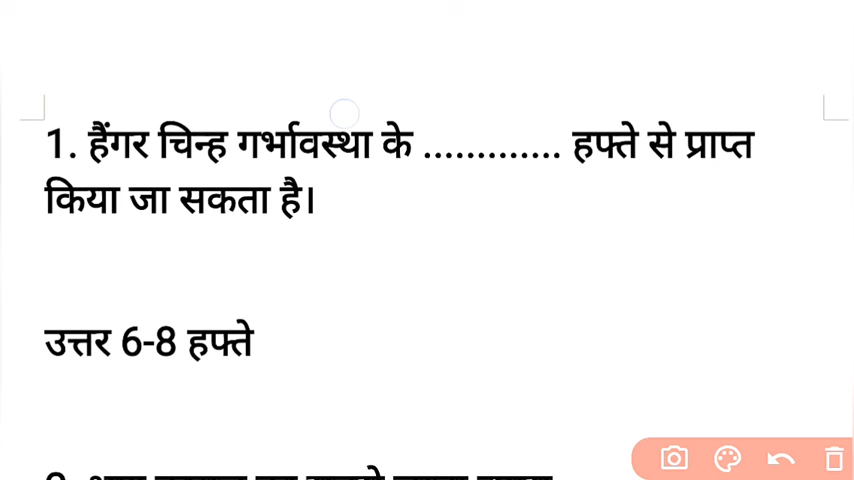 1. हैंगर चिन्ह गर्भावस्था के ............. हफ्ते से प्राप्त
किया जा सकता है।
उत्तर 6-8 हफ्ते